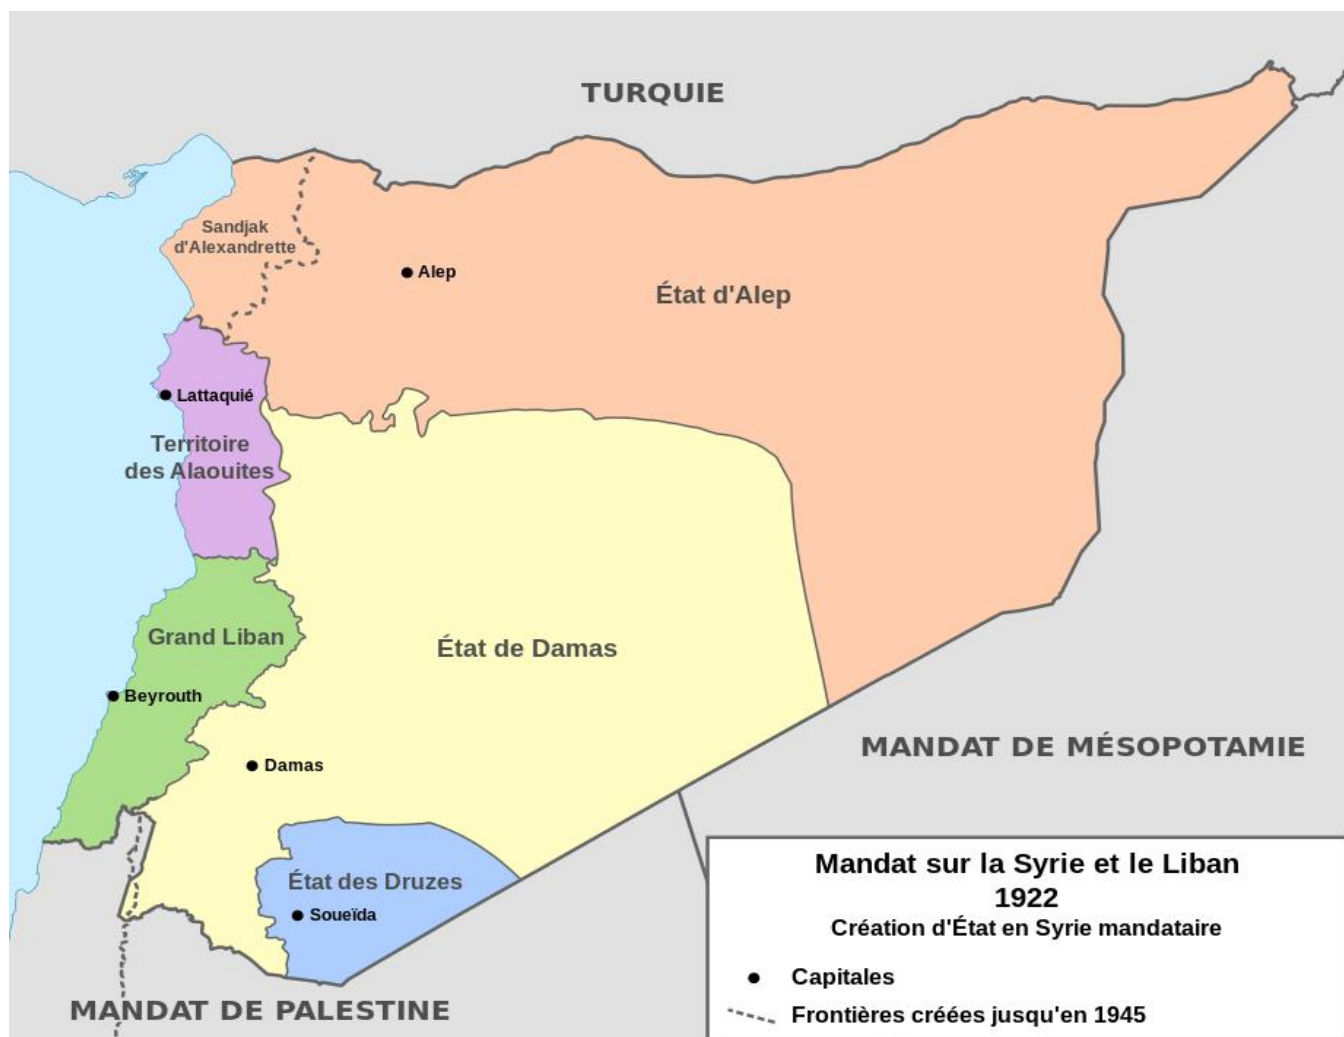 TURQUIE
Sandjak
d'Alexandrette
Alep
État d'Alep
Lattaquié
Territoire
des Alaouites
Grand Liban
État de Damas
Beyrouth
MANDAT DE MÉSOPOTAMIE
Damas
État des Druzes
Soueïda
MANDAT DE PALESTINE
Mandat sur la Syrie et le Liban
1922
Création d'État en Syrie mandataire
Capitales
Frontières créées jusqu'en 1945